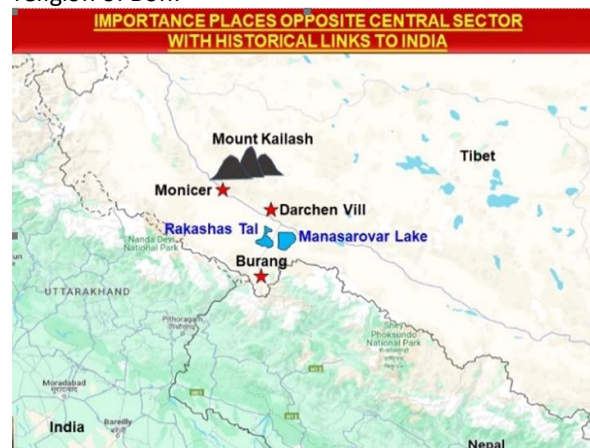 IMPORTANCE PLACES OPPOSITE CENTRAL SECTOR
WITH HISTORICAL LINKS TO INDIA
Mount Kailash
Tibet
Monicer
Darchen Vill
Rakashas Tal
Manasarovar Lake
Nanda Devi
National Park
Burang
UTTARAKHAND
Pithoragarh
Shey
Phoksundo
National Park
Moradabad
मुरादाबाद
India
Bareilly
Nepal